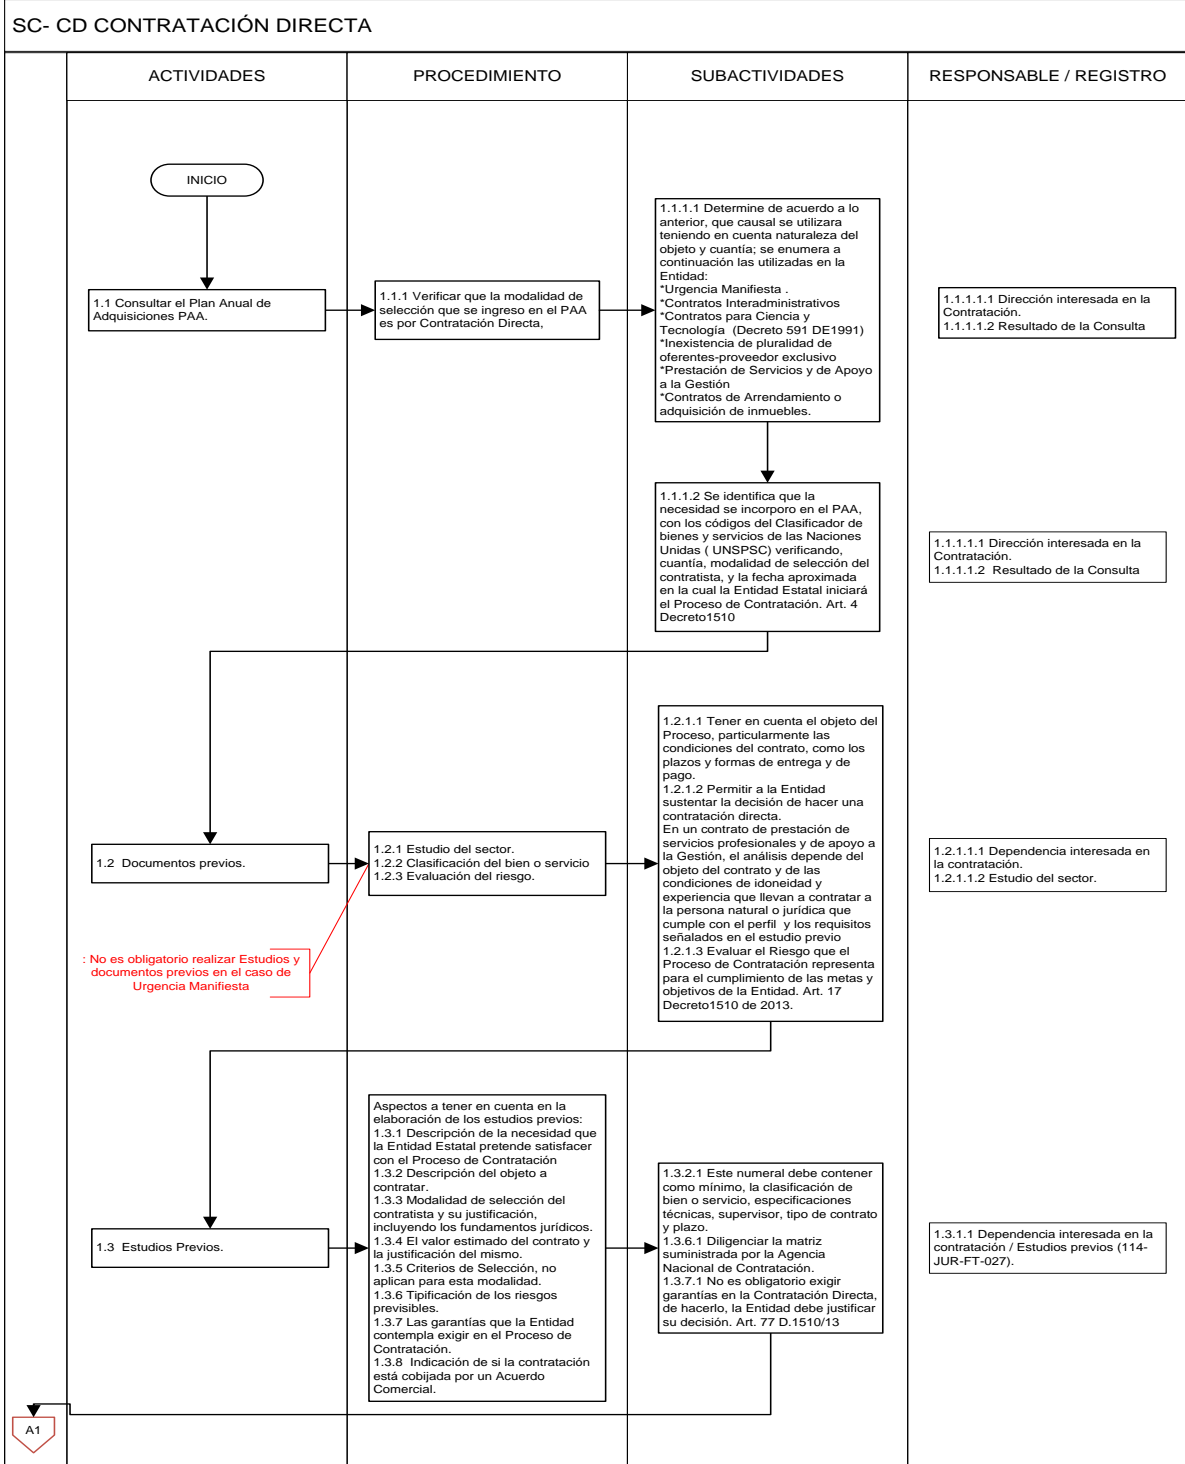 SC- CD CONTRATACIÓN DIRECTA
ACTIVIDADES
PROCEDIMIENTO
SUBACTIVIDADES
RESPONSABLE / REGISTRO
INICIO
1.1 Consultar el Plan Anual de
Adquisiciones PAA.
1.1.1 Verificar que la modalidad de
selección que se ingreso en el PAA
es por Contratación Directa,
1.1.1.1 Determine de acuerdo a lo
anterior, que causal se utilizara
teniendo en cuenta naturaleza del
objeto y cuantía; se enumera a
continuación las utilizadas en la
Entidad:
*Urgencia Manifiesta .
*Contratos Interadministrativos
*Contratos para Ciencia y
Tecnología (Decreto 591 DE1991)
*Inexistencia de pluralidad de
oferentes-proveedor exclusivo
*Prestación de Servicios y de Apoyo
a la Gestión
*Contratos de Arrendamiento o
adquisición de inmuebles.
1.1.1.1.1 Dirección interesada en la
Contratación.
1.1.1.1.2 Resultado de la Consulta
1.1.1.2 Se identifica que la
necesidad se incorporo en el PAA,
con los códigos del Clasificador de
bienes y servicios de las Naciones
Unidas ( UNSPSC) verificando,
cuantía, modalidad de selección del
contratista, y la fecha aproximada
en la cual la Entidad Estatal iniciará
el Proceso de Contratación. Art. 4
Decreto1510
1.1.1.1.1 Dirección interesada en la
Contratación.
1.1.1.1.2 Resultado de la Consulta
1.2 Documentos previos.
1.2.1 Estudio del sector.
1.2.2 Clasificación del bien o servicio
1.2.3 Evaluación del riesgo.
: No es obligatorio realizar Estudios y
documentos previos en el caso de
Urgencia Manifiesta
1.2.1.1 Tener en cuenta el objeto del
Proceso, particularmente las
condiciones del contrato, como los
plazos y formas de entrega y de
pago.
1.2.1.2 Permitir a la Entidad
sustentar la decisión de hacer una
contratación directa.
En un contrato de prestación de
servicios profesionales y de apoyo a
la Gestión, el análisis depende del
objeto del contrato y de las
condiciones de idoneidad y
experiencia que llevan a contratar a
la persona natural o jurídica que
cumple con el perfil y los requisitos
señalados en el estudio previo
1.2.1.3 Evaluar el Riesgo que el
Proceso de Contratación representa
para el cumplimiento de las metas y
objetivos de la Entidad. Art. 17
Decreto1510 de 2013.
1.2.1.1.1 Dependencia interesada en
la contratación.
1.2.1.1.2 Estudio del sector.
1.3 Estudios Previos.
Aspectos a tener en cuenta en la
elaboración de los estudios previos:
1.3.1 Descripción de la necesidad que
la Entidad Estatal pretende satisfacer
con el Proceso de Contratación
1.3.2 Descripción del objeto a
contratar.
1.3.3 Modalidad de selección del
contratista y su justificación,
incluyendo los fundamentos jurídicos.
1.3.4 El valor estimado del contrato y
la justificación del mismo.
1.3.5 Criterios de Selección, no
aplican para esta modalidad.
1.3.6 Tipificación de los riesgos
previsibles.
1.3.7 Las garantías que la Entidad
contempla exigir en el Proceso de
Contratación.
1.3.8 Indicación de si la contratación
está cobijada por un Acuerdo
Comercial.
1.3.2.1 Este numeral debe contener
como mínimo, la clasificación de
bien o servicio, especificaciones
técnicas, supervisor, tipo de contrato
y plazo.
1.3.6.1 Diligenciar la matriz
suministrada por la Agencia
Nacional de Contratación.
1.3.7.1 No es obligatorio exigir
garantías en la Contratación Directa,
de hacerlo, la Entidad debe justificar
su decisión. Art. 77 D.1510/13
1.3.1.1 Dependencia interesada en la
contratación / Estudios previos (114-
JUR-FT-027).
A1